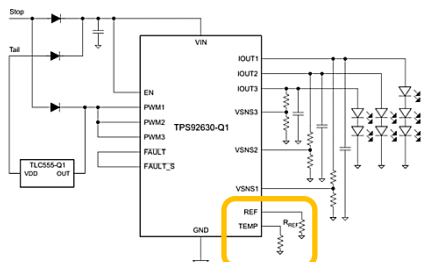 Stop
VIN
IOUT1
Tail
IOUT2
IOUT3
EN
PWM1
VSNS3
PWM2
TPS92630-Q1
PWM3
FAULT
VSNS2
FAULT_S
TLC555-Q1
VDD OUT
VSNS1
REF
TEMP
RREF
GND